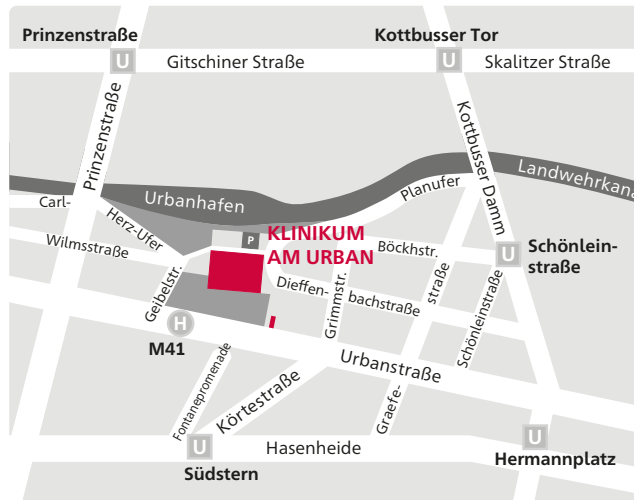 Prinzenstraße
Kottbusser Tor
U
Gitschiner Straße
U
Skalitzer Straße
Prinzenstraße
Kottbusser Damm
Landwehrkana
Urbanhafen
Planufer
Carl-
Herz-Ufer
P
KLINIKUM
AM URBAN
Wilmsstraße
Böckhstr.
U
Schönlein-
straße
Geibelstr.
Dieffen-
bachstraße
Grimmstr.
straße
Schönleinstraße
H
M41
Urbanstraße
Fontanepromenade
Körtestraße
Graefe-
U
Südstern
Hasenheide
U
Hermannplatz